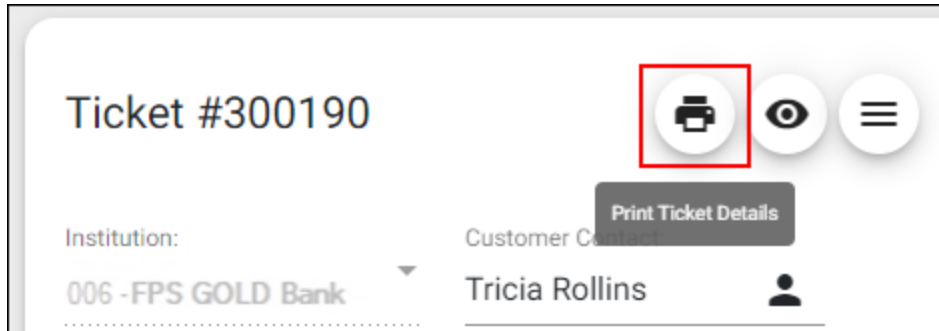 Ticket #300190
Print Ticket Details
Institution:
Customer Contact:
006 -FPS GOLD Bank
Tricia Rollins